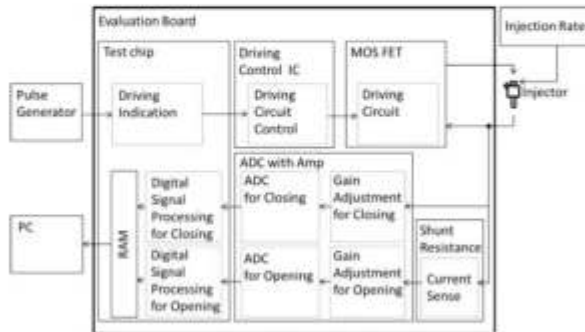 Evaluation Board
Injection Rate
Test chip
Driving
Control IC
MOS FET
Pulse
Generator
Driving
Indication
Driving
Circuit
Control
Driving
Circuit
Injector
ADC with Amp
RAM
Digital
Signal
Processing
for Closing
ADC
for Closing
Gain
Adjustment
for Closing
PC
Shunt
Resistance
Digital
Signal
Processing
for Opening
ADC
for Opening
Gain
Adjustment
for Opening
Current
Sense